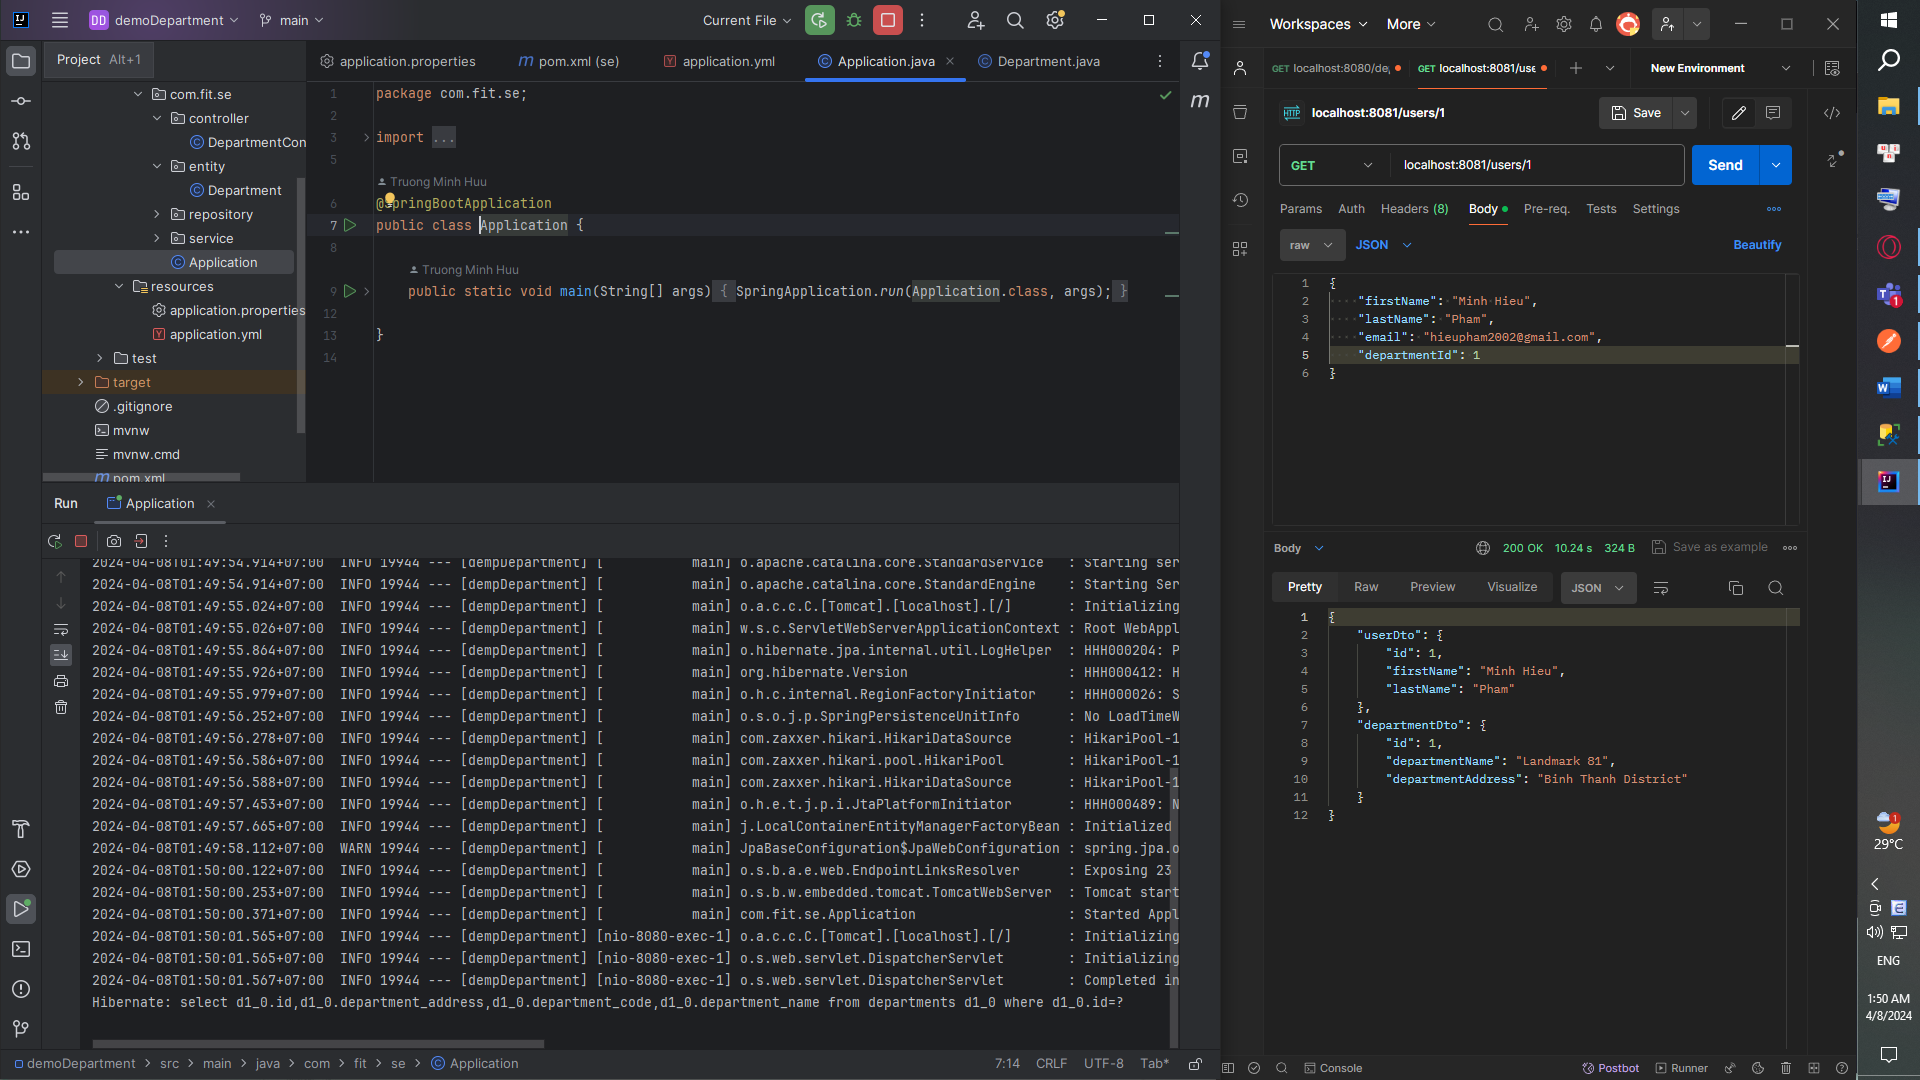 DD demoDepartment main Current File
Project Alt+1
application.properties
pom.xml (se)
application.yml
Application.java
Department.java
com.fit.se
controller
DepartmentCon
entity
Department
repository
service
Application
resources
application.properties
application.yml
test
target
.gitignore
mvnw
mvnw.cmd
pom.xml
1 package com.fit.se;
2
3 import ...
5
Truong Minh Huu
6 @SpringBootApplication
7 public class Application {
8
Truong Minh Huu
9 public static void main(String[] args) { SpringApplication.run(Application.class, args); }
12
13 }
14
Run Application
2024-04-08T01:49:54.914+07:00 INFO 19944 --- [dempDepartment] [ main] o.apache.catalina.core.StandardService : Starting ser
2024-04-08T01:49:54.914+07:00 INFO 19944 --- [dempDepartment] [ main] o.apache.catalina.core.StandardEngine : Starting Ser
2024-04-08T01:49:55.024+07:00 INFO 19944 --- [dempDepartment] [ main] o.a.c.c.C.[Tomcat].[localhost].[/] : Initializing
2024-04-08T01:49:55.026+07:00 INFO 19944 --- [dempDepartment] [ main] w.s.c.ServletWebServerApplicationContext : Root WebAppl
2024-04-08T01:49:55.864+07:00 INFO 19944 --- [dempDepartment] [ main] o.hibernate.jpa.internal.util.LogHelper : HHH000204: P
2024-04-08T01:49:55.926+07:00 INFO 19944 --- [dempDepartment] [ main] org.hibernate.Version : HHH000412: H
2024-04-08T01:49:55.979+07:00 INFO 19944 --- [dempDepartment] [ main] o.h.c.internal.RegionFactoryInitiator : HHH000026: S
2024-04-08T01:49:56.252+07:00 INFO 19944 --- [dempDepartment] [ main] o.s.o.j.p.SpringPersistenceUnitInfo : No LoadTimeW
2024-04-08T01:49:56.278+07:00 INFO 19944 --- [dempDepartment] [ main] com.zaxxer.hikari.HikariDataSource : HikariPool-1
2024-04-08T01:49:56.586+07:00 INFO 19944 --- [dempDepartment] [ main] com.zaxxer.hikari.pool.HikariPool : HikariPool-1
2024-04-08T01:49:56.588+07:00 INFO 19944 --- [dempDepartment] [ main] com.zaxxer.hikari.HikariDataSource : HikariPool-1
2024-04-08T01:49:57.453+07:00 INFO 19944 --- [dempDepartment] [ main] o.h.e.t.j.p.i.JtaPlatformInitiator : HHH000489: N
2024-04-08T01:49:57.665+07:00 INFO 19944 --- [dempDepartment] [ main] j.LocalContainerEntityManagerFactoryBean : Initialized
2024-04-08T01:49:58.112+07:00 WARN 19944 --- [dempDepartment] [ main] JpaBaseConfiguration$JpaWebConfiguration : spring.jpa.o
2024-04-08T01:50:00.122+07:00 INFO 19944 --- [dempDepartment] [ main] o.s.b.a.e.web.EndpointLinksResolver : Exposing 23
2024-04-08T01:50:00.253+07:00 INFO 19944 --- [dempDepartment] [ main] o.s.b.w.embedded.tomcat.TomcatWebServer : Tomcat start
2024-04-08T01:50:00.371+07:00 INFO 19944 --- [dempDepartment] [ main] com.fit.se.Application : Started Appl
2024-04-08T01:50:01.565+07:00 INFO 19944 --- [dempDepartment] [nio-8080-exec-1] o.a.c.c.C.[Tomcat].[localhost].[/] : Initializing
2024-04-08T01:50:01.565+07:00 INFO 19944 --- [dempDepartment] [nio-8080-exec-1] o.s.web.servlet.DispatcherServlet : Initializing
2024-04-08T01:50:01.567+07:00 INFO 19944 --- [dempDepartment] [nio-8080-exec-1] o.s.web.servlet.DispatcherServlet : Completed in
Hibernate: select d1_0.id,d1_0.department_address,d1_0.department_code,d1_0.department_name from departments d1_0 where d1_0.id=?
demoDepartment > src > main > java > com > fit > se > Application 7:14 CRLF UTF-8 Tab*
Workspaces More
GET localhost:8080/de
GET localhost:8081/use
New Environment
HTTP localhost:8081/users/1 Save
GET localhost:8081/users/1 Send
Params Auth Headers (8) Body Pre-req. Tests Settings
raw JSON Beautify
1 {
2 "firstName": "Minh Hieu",
3 "lastName": "Pham",
4 "email": "hieupham2002@gmail.com",
5 "departmentId": 1
6 }
Body 200 OK 10.24 s 324 B Save as example
Pretty Raw Preview Visualize JSON
1 {
2 "userDto": {
3 "id": 1,
4 "firstName": "Minh Hieu",
5 "lastName": "Pham"
6 },
7 "departmentDto": {
8 "id": 1,
9 "departmentName": "Landmark 81",
10 "departmentAddress": "Binh Thanh District"
11 }
12 }
Console Postbot Runner
29°C
ENG
1:50 AM
4/8/2024